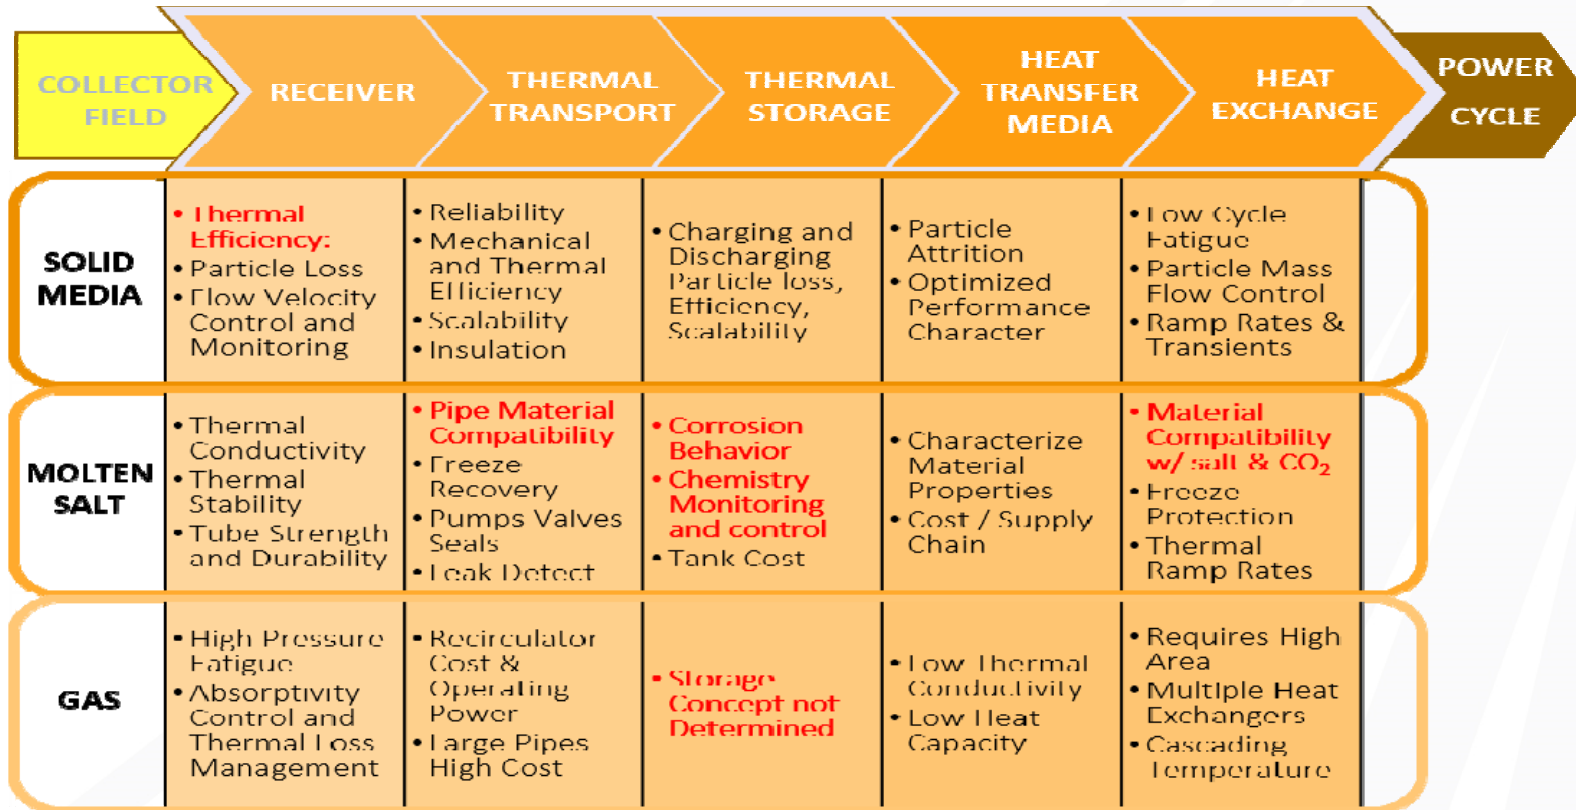 COLLECTOR
FIELD
RECEIVER
THERMAL
TRANSPORT
THERMAL
STORAGE
HEAT
TRANSFER
MEDIA
HEAT
EXCHANGE
POWER
CYCLE
SOLID
MEDIA
• Thermal
Efficiency:
• Particle Loss
• Flow Velocity
Control and
Monitoring
• Reliability
• Mechanical
and Thermal
Efficiency
• Scalability
• Insulation
• Charging and
Discharging
Particle loss,
Efficiency,
Scalability
• Particle
Attrition
• Optimized
Performance
Character
• Low Cycle
Fatigue
• Particle Mass
Flow Control
• Ramp Rates &
Transients
MOLTEN
SALT
• Thermal
Conductivity
• Thermal
Stability
• Tube Strength
and Durability
• Pipe Material
Compatibility
• Freeze
Recovery
• Pumps Valves
Seals
• Leak Detect
• Corrosion
Behavior
• Chemistry
Monitoring
and control
• Tank Cost
• Characterize
Material
Properties
• Cost / Supply
Chain
• Material
Compatibility
w/ salt & CO₂
• Freeze
Protection
• Thermal
Ramp Rates
GAS
• High Pressure
Fatigue
• Absorptivity
Control and
Thermal Loss
Management
• Recirculator
Cost &
Operating
Power
• Large Pipes
High Cost
• Storage
Concept not
Determined
• Low Thermal
Conductivity
• Low Heat
Capacity
• Requires High
Area
• Multiple Heat
Exchangers
• Cascading
Temperature